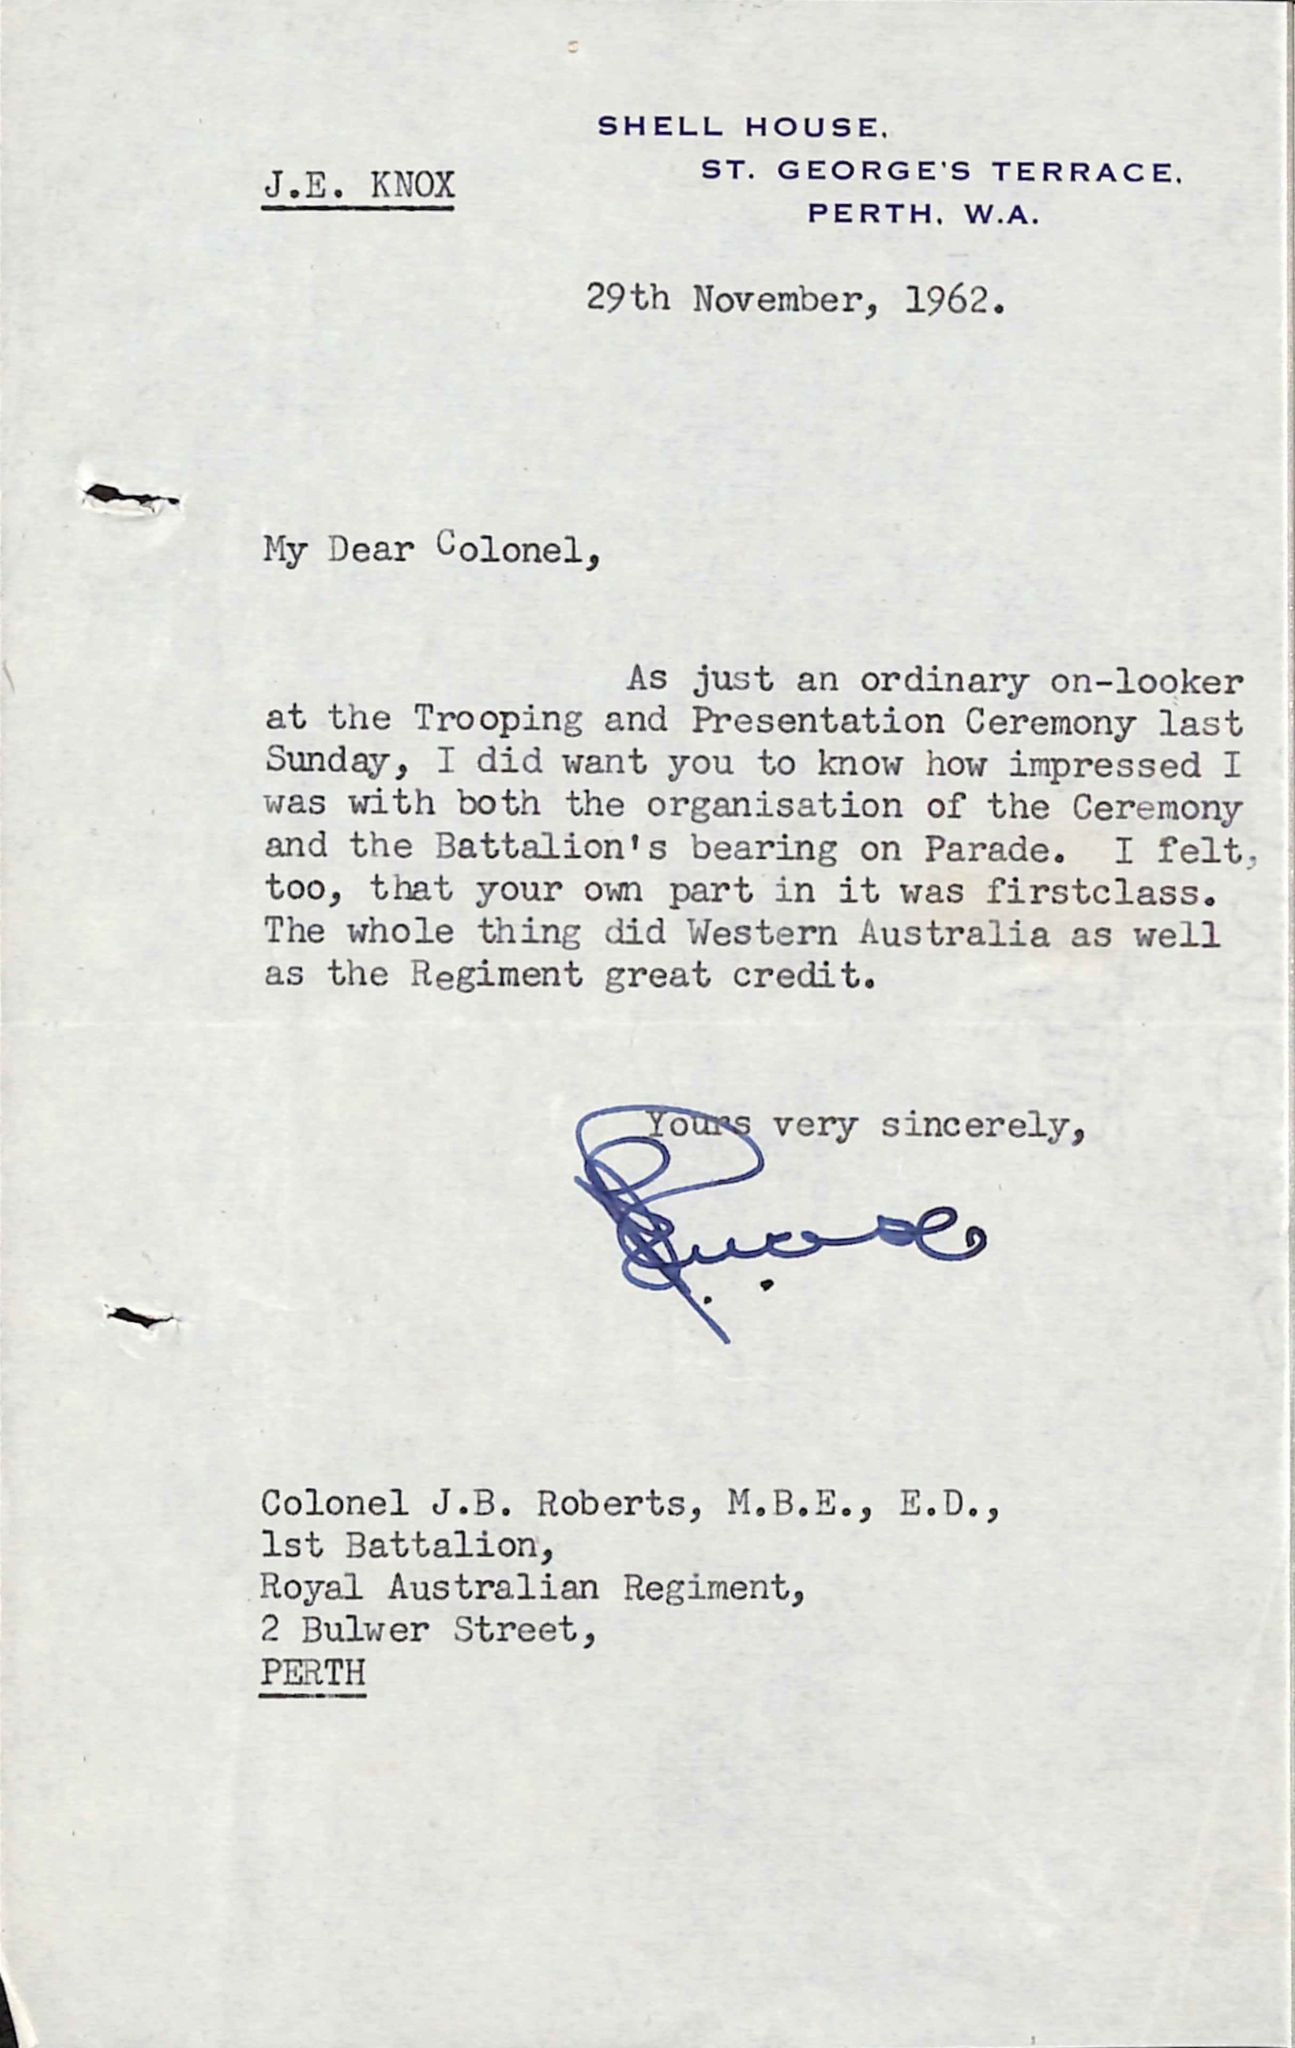 SHELL HOUSE,
ST. GEORGE'S TERRACE,
PERTH, W.A.
J.E. KNOX
29th November, 1962.
My Dear Colonel,
As just an ordinary on-looker
at the Trooping and Presentation Ceremony last
Sunday, I did want you to know how impressed I
was with both the organisation of the Ceremony
and the Battalion's bearing on Parade. I felt,
too, that your own part in it was firstclass.
The whole thing did Western Australia as well
as the Regiment great credit.
Yours very sincerely,
Colonel J.B. Roberts, M.B.E., E.D.,
1st Battalion,
Royal Australian Regiment,
2 Bulwer Street,
PERTH